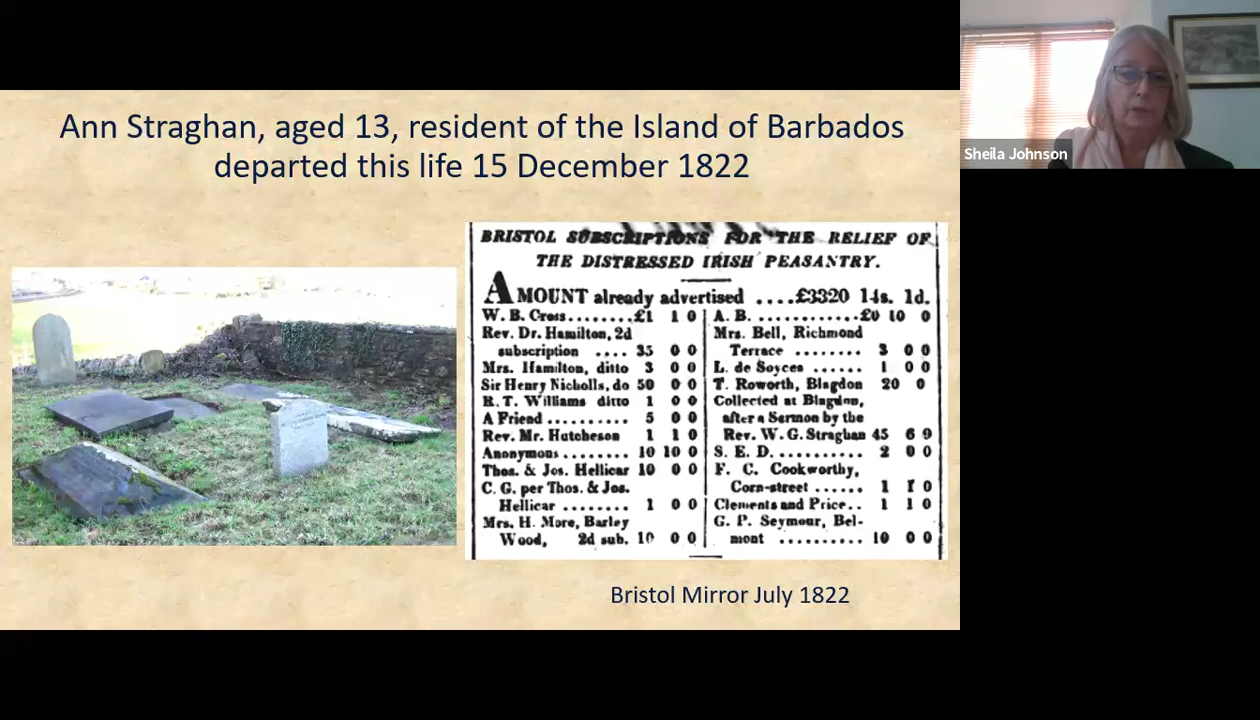 Ann Straghan, aged 13, resident of the Island of Barbados
departed this life 15 December 1822
BRISTOL SUBSCRIPTIONS FOR THE RELIEF OF
THE DISTRESSED IRISH PEASANTRY.
AMOUNT already advertised ....£3320 14s. 1d.
W. B. Cross........£1 1 0
Rev. Dr. Hamilton, 2d
subscription .... 35 0 0
Mrs. Hamilton, ditto 3 0 0
Sir Henry Nicholls, do 50 0 0
R. T. Williams ditto 1 0 0
A Friend .......... 5 0 0
Rev. Mr. Hutcheson 1 1 0
Anonymous ........ 10 10 0
Thos. & Jos. Hellicar 10 0 0
C. G. per Thos. & Jos.
Hellicar ........ 1 0 0
Mrs. H. More, Barley
Wood, 2d sub. 10 0 0
A. B. ............£0 10 0
Mrs. Bell, Richmond
Terrace ........ 3 0 0
L. de Soyces ...... 1 0 0
T. Roworth, Blagdon 20 0
Collected at Blagdon,
after a Sermon by the
Rev. W. G. Straghan 45 6 9
S. E. D. .......... 2 0 0
F. C. Cookworthy,
Corn-street ...... 1 1 0
Clements and Price.. 1 1 0
G. P. Seymour, Bel-
mont .......... 10 0 0
Bristol Mirror July 1822
Sheila Johnson